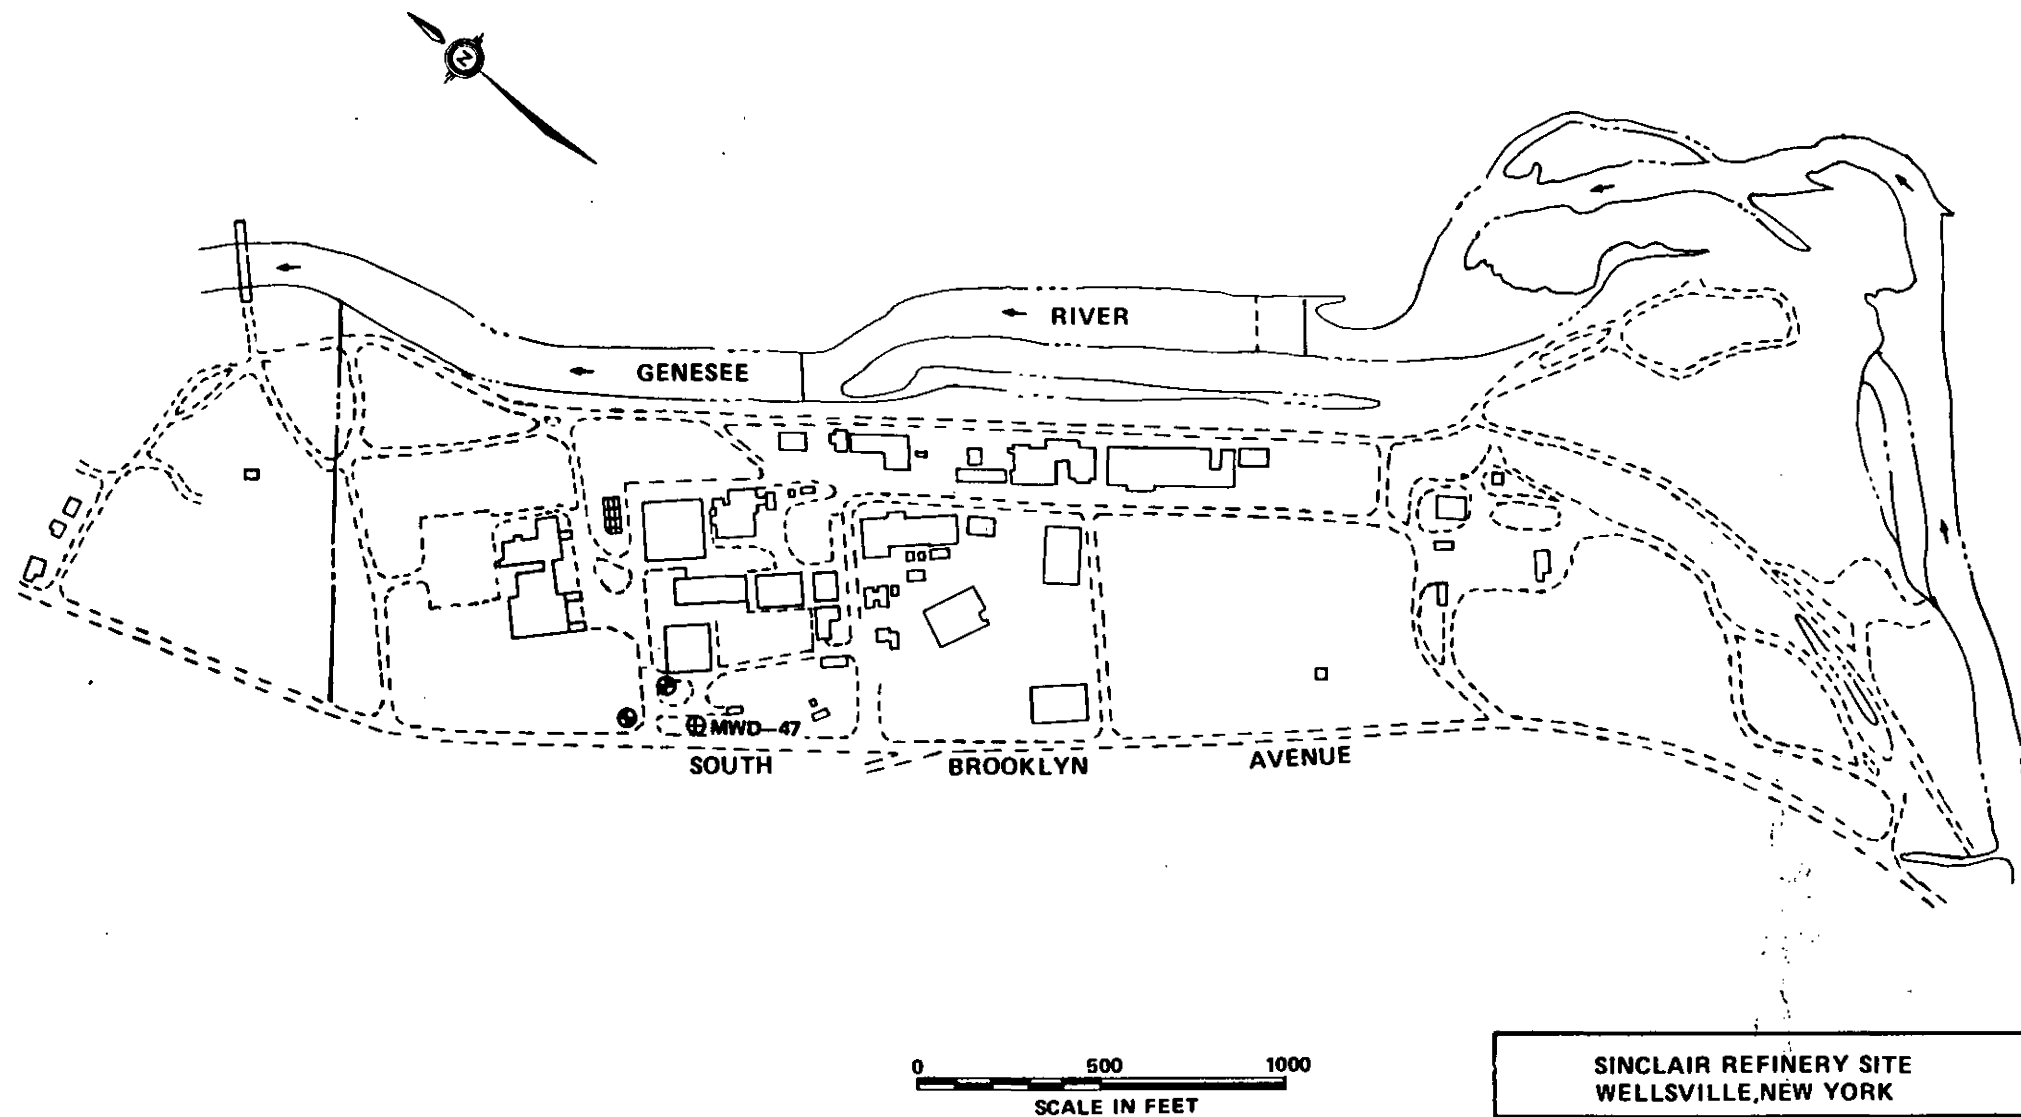 N
RIVER
GENESEE
MWD-47
SOUTH BROOKLYN AVENUE
0 500 1000
SCALE IN FEET
SINCLAIR REFINERY SITE
WELLSVILLE, NEW YORK